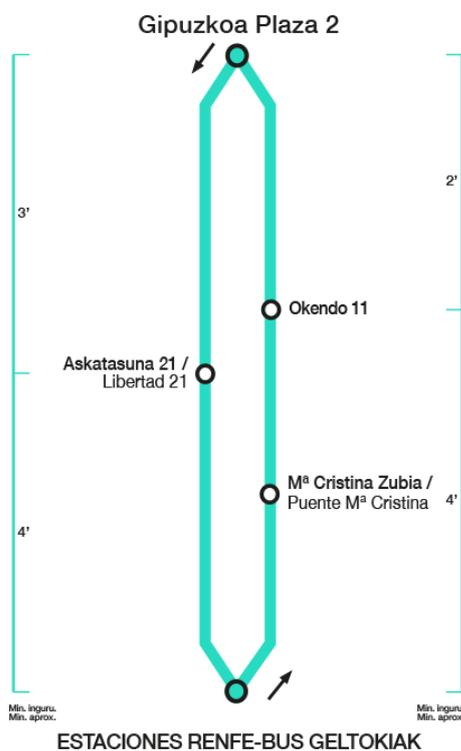 Gipuzkoa Plaza 2
2'
3'
Okendo 11
Askatasuna 21 /
Libertad 21
Mª Cristina Zubia /
Puente Mª Cristina
4'
4'
Min. inguru.
Min. aprox.
Min. inguru
Min. aprox
ESTACIONES RENFE-BUS GELTOKIAK